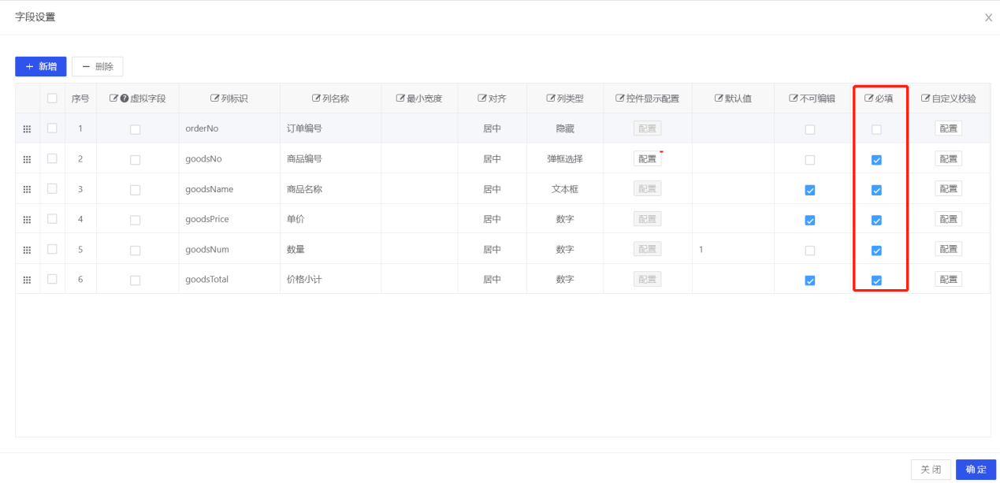 字段设置
新增 删除
序号 虚拟字段 列标识 列名称 最小宽度 对齐 列类型 控件显示配置 默认值 不可编辑 必填 自定义校验
1 orderNo 订单编号 居中 隐藏 配置 配置
2 goodsNo 商品编号 居中 弹框选择 配置 配置
3 goodsName 商品名称 居中 文本框 配置 配置
4 goodsPrice 单价 居中 数字 配置 配置
5 goodsNum 数量 居中 数字 配置 1 配置
6 goodsTotal 价格小计 居中 数字 配置 配置
关闭 确定